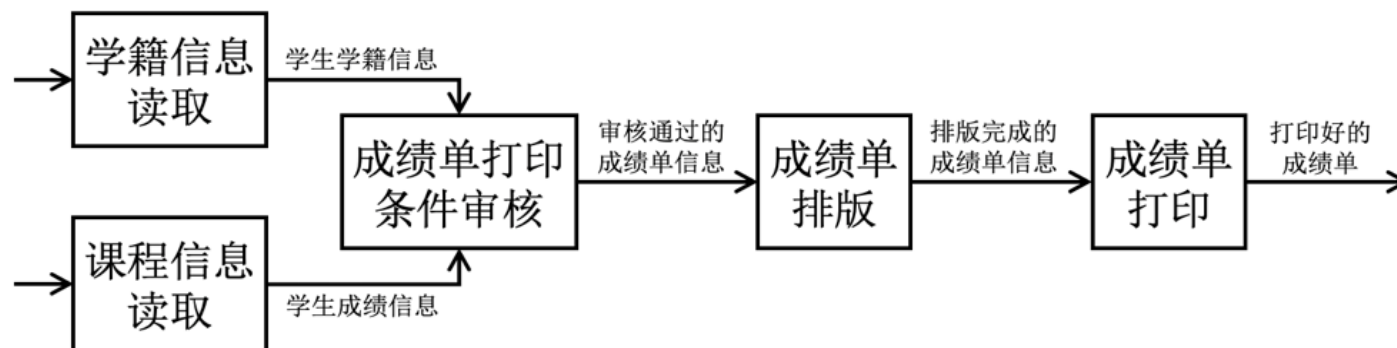 学籍信息
读取
学生学籍信息
课程信息
读取
学生成绩信息
成绩单打印
条件审核
审核通过的
成绩单信息
成绩单
排版
排版完成的
成绩单信息
成绩单
打印
打印好的
成绩单